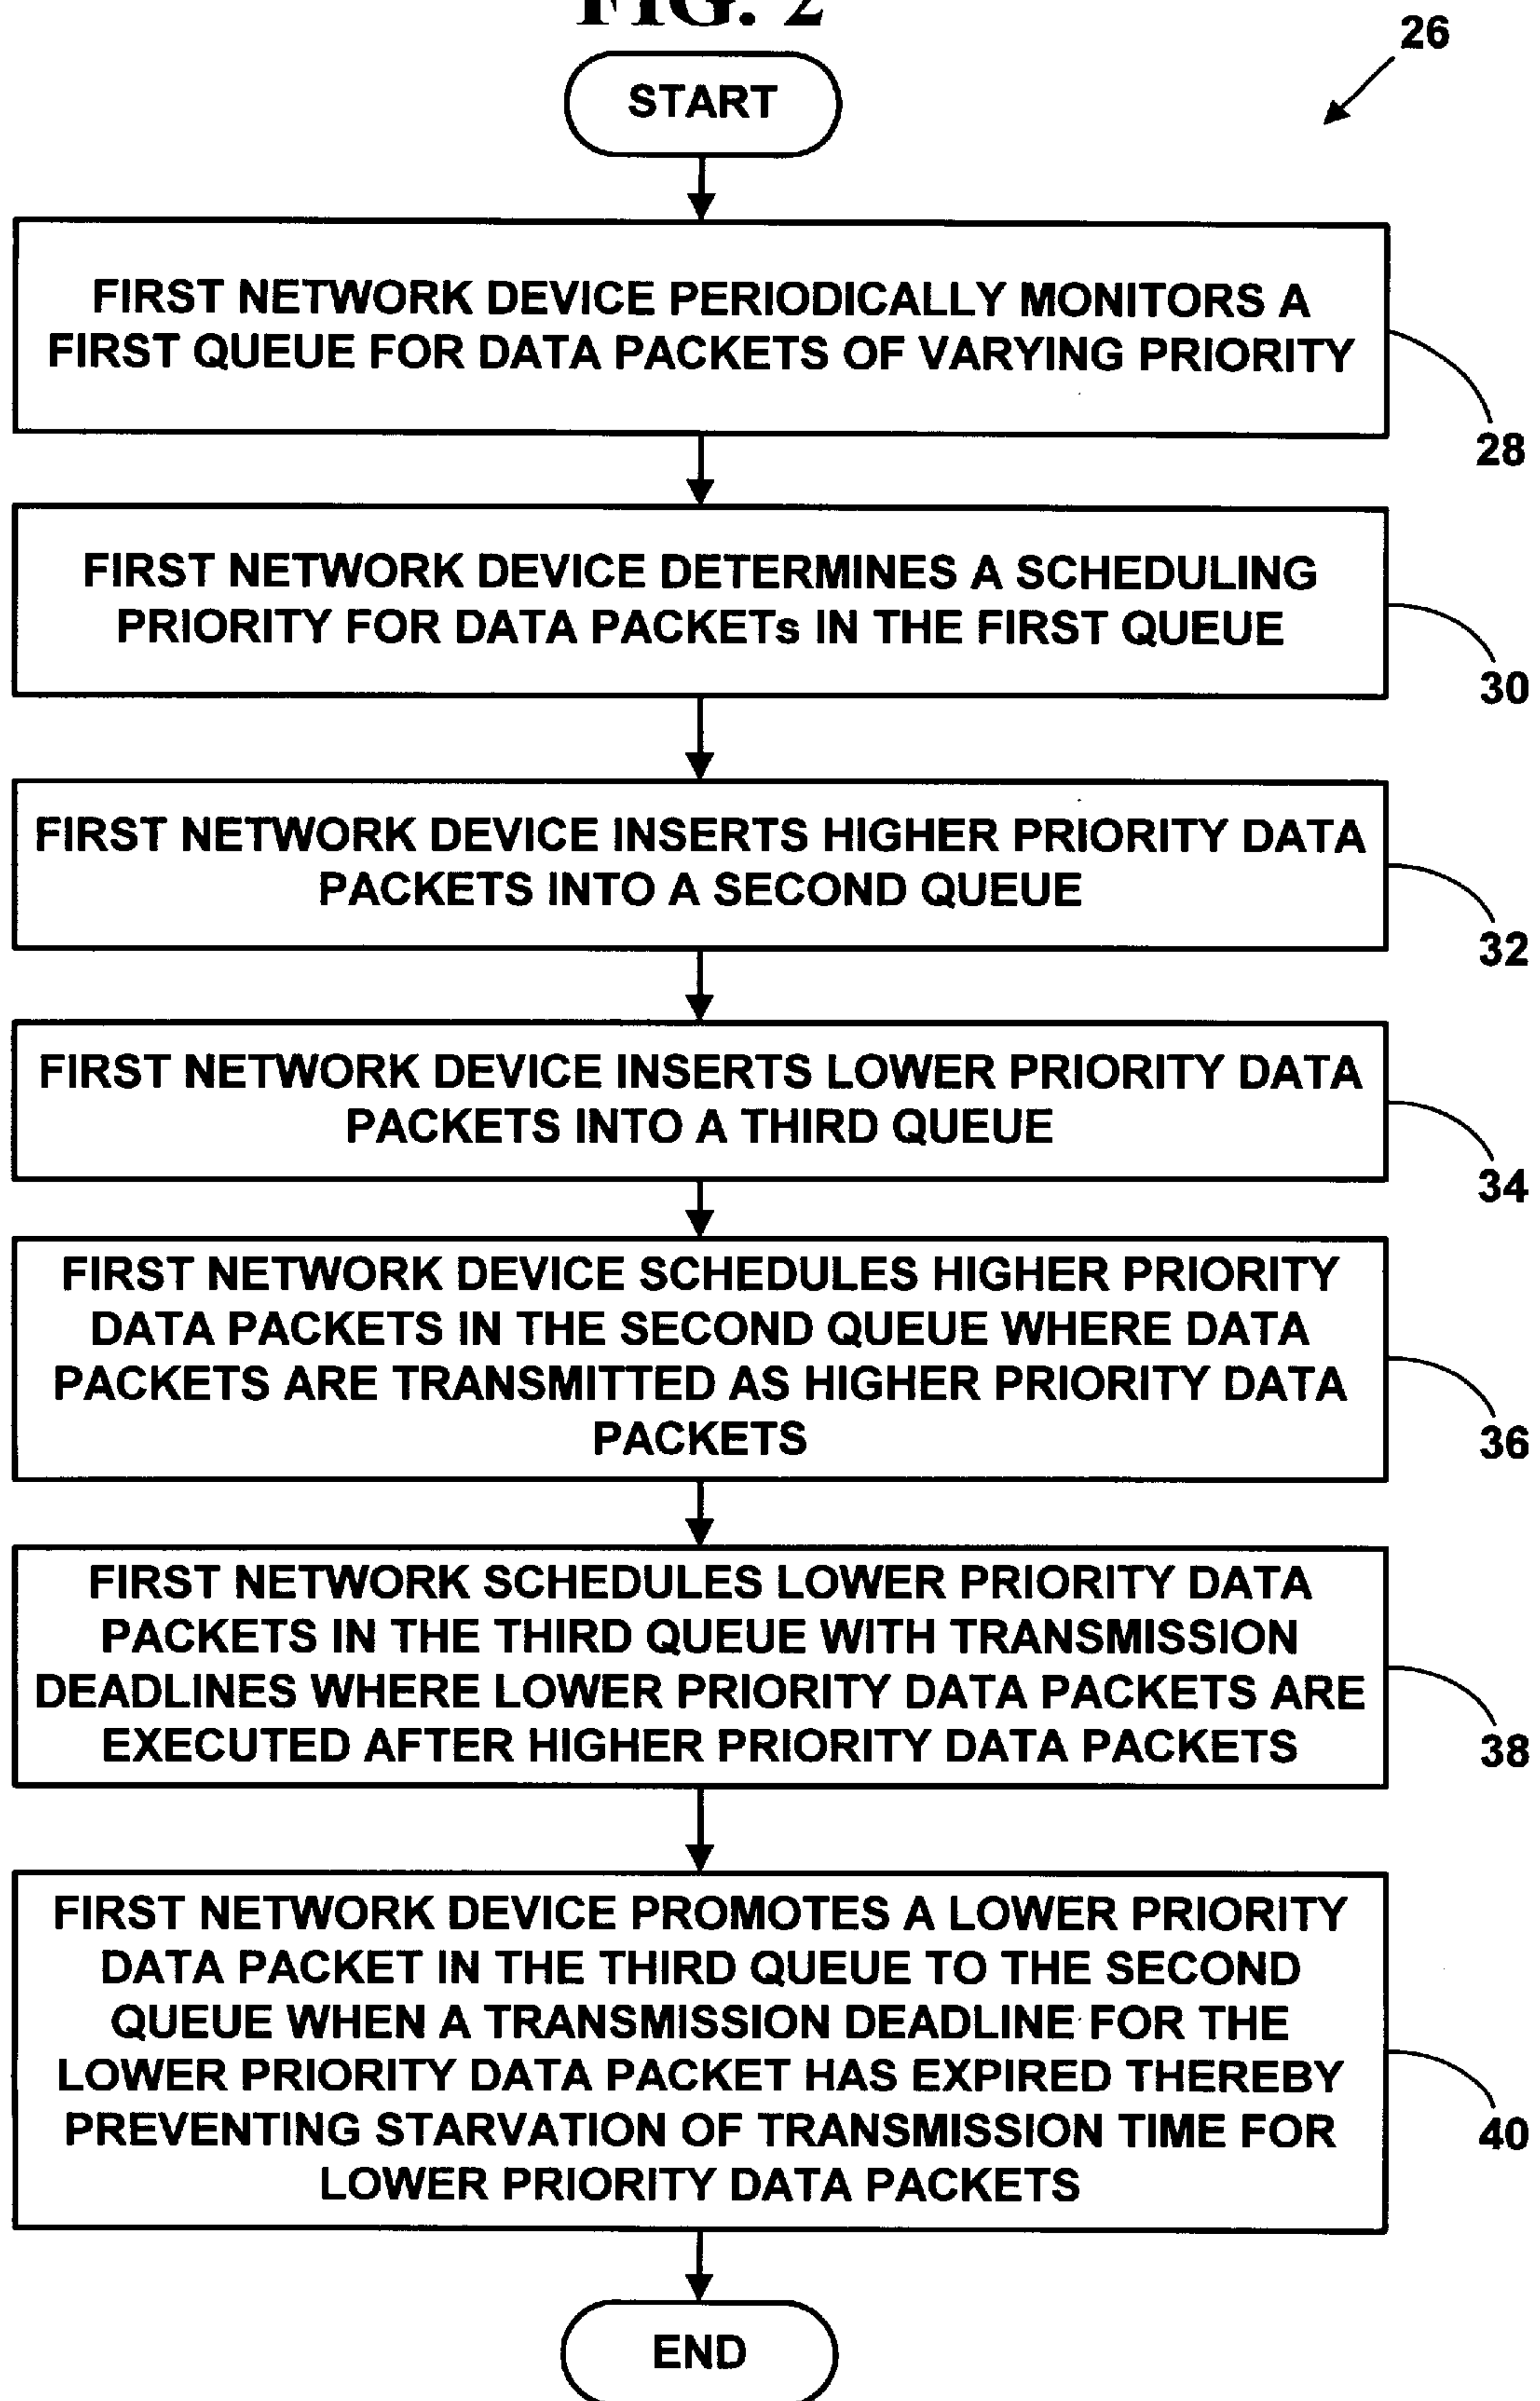 FIG. 2
26
START
FIRST NETWORK DEVICE PERIODICALLY MONITORS A
FIRST QUEUE FOR DATA PACKETS OF VARYING PRIORITY
28
FIRST NETWORK DEVICE DETERMINES A SCHEDULING
PRIORITY FOR DATA PACKETs IN THE FIRST QUEUE
30
FIRST NETWORK DEVICE INSERTS HIGHER PRIORITY DATA
PACKETS INTO A SECOND QUEUE
32
FIRST NETWORK DEVICE INSERTS LOWER PRIORITY DATA
PACKETS INTO A THIRD QUEUE
34
FIRST NETWORK DEVICE SCHEDULES HIGHER PRIORITY
DATA PACKETS IN THE SECOND QUEUE WHERE DATA
PACKETS ARE TRANSMITTED AS HIGHER PRIORITY DATA
PACKETS
36
FIRST NETWORK SCHEDULES LOWER PRIORITY DATA
PACKETS IN THE THIRD QUEUE WITH TRANSMISSION
DEADLINES WHERE LOWER PRIORITY DATA PACKETS ARE
EXECUTED AFTER HIGHER PRIORITY DATA PACKETS
38
FIRST NETWORK DEVICE PROMOTES A LOWER PRIORITY
DATA PACKET IN THE THIRD QUEUE TO THE SECOND
QUEUE WHEN A TRANSMISSION DEADLINE FOR THE
LOWER PRIORITY DATA PACKET HAS EXPIRED THEREBY
PREVENTING STARVATION OF TRANSMISSION TIME FOR
LOWER PRIORITY DATA PACKETS
40
END